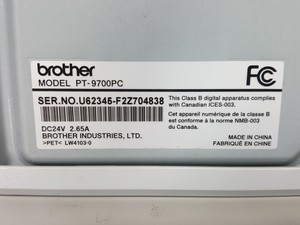 brother
MODEL PT-9700PC
FC
SER.NO.U62345-F2Z704838
This Class B digital apparatus complies
with Canadian ICES-003.
Cet appareil numérique de la classe B
est conforme à la norme NMB-003
du Canada.
DC24V 2.65A
BROTHER INDUSTRIES, LTD.
>PET< LW4103-0
MADE IN CHINA
FABRIQUÉ EN CHINE